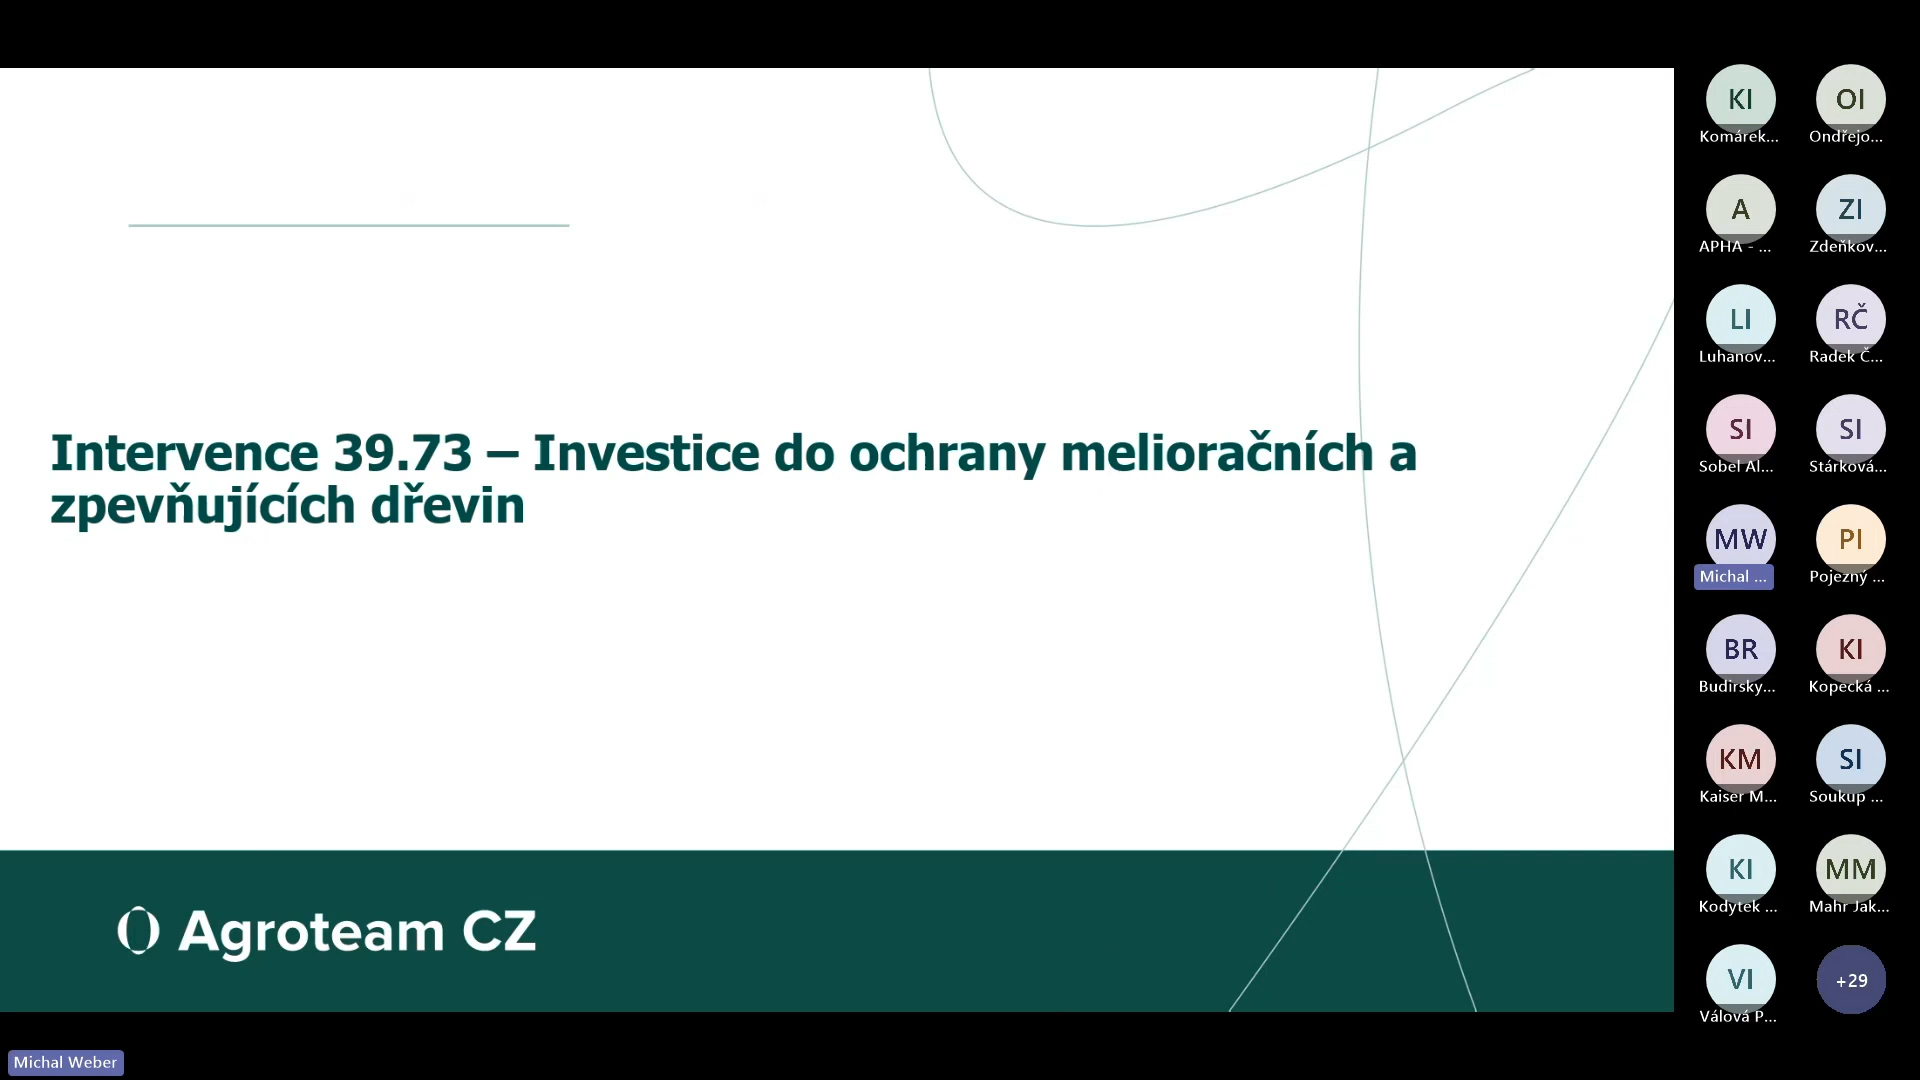 Intervence 39.73 – Investice do ochrany melioračních a
zpevňujících dřevin
Agroteam CZ
KI
Komárek...
OI
Ondřejo...
A
APHA - ...
ZI
Zdeňkov...
LI
Luhanov...
RČ
Radek Č...
SI
Sobel Al...
SI
Stárková...
MW
Michal ...
PI
Pojezný ...
BR
Budirsky...
KI
Kopecká ...
KM
Kaiser M...
SI
Soukup ...
KI
Kodytek ...
MM
Mahr Jak...
VI
Válová P...
+29
Michal Weber